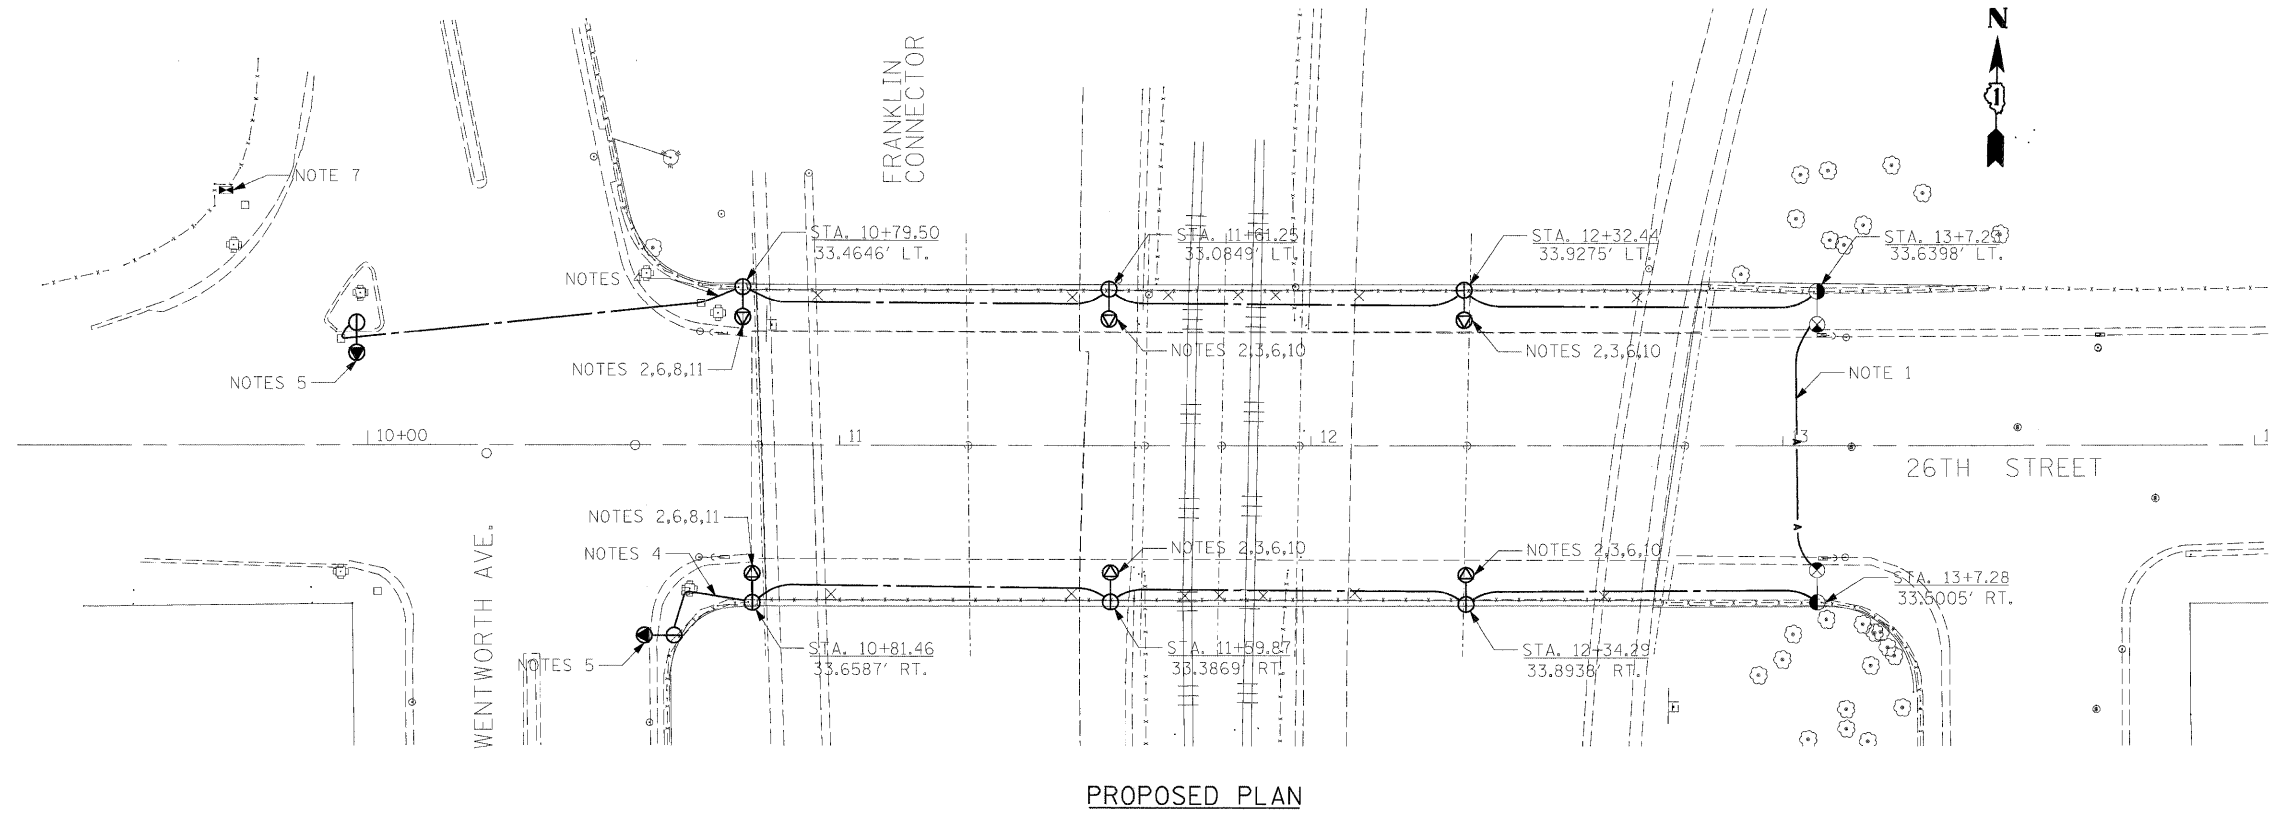 N
FRANKLIN
CONNECTOR
NOTE 7
STA. 10+79.50
33.4646' LT.
STA. 11+61.25
33.0849' LT.
STA. 12+32.44
33.9275' LT.
33.6398' LT.
NOTES
NOTES 2,6,8,11
NOTES 2,3,6,10
NOTES 2,3,6,10
NOTES 5
NOTE 1
10+00
11
12
13
26TH STREET
NOTES 2,6,8,11
NOTES 4
NOTES 2,3,6,10
NOTES 2,3,6,10
STA. 13+7.28
33.5005' RT.
WENTWORTH AVE.
NOTES 5
STA. 10+81.46
33.6587' RT.
STA. 11+59.87
33.3869' RT.
STA. 12+34.29
33.8938' RT.
PROPOSED PLAN